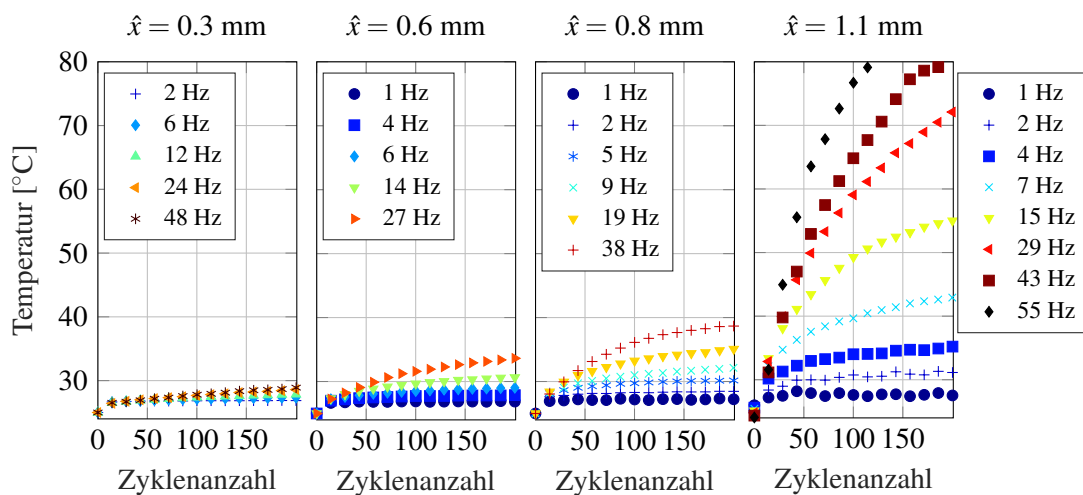 x̂ = 0.3 mm
x̂ = 0.6 mm
x̂ = 0.8 mm
x̂ = 1.1 mm
Temperatur [°C]
80
70
60
50
40
30
2 Hz
6 Hz
12 Hz
24 Hz
48 Hz
1 Hz
4 Hz
6 Hz
14 Hz
27 Hz
1 Hz
2 Hz
5 Hz
9 Hz
19 Hz
38 Hz
1 Hz
2 Hz
4 Hz
7 Hz
15 Hz
29 Hz
43 Hz
55 Hz
0 50 100 150
0 50 100 150
0 50 100 150
0 50 100 150
Zyklenanzahl
Zyklenanzahl
Zyklenanzahl
Zyklenanzahl